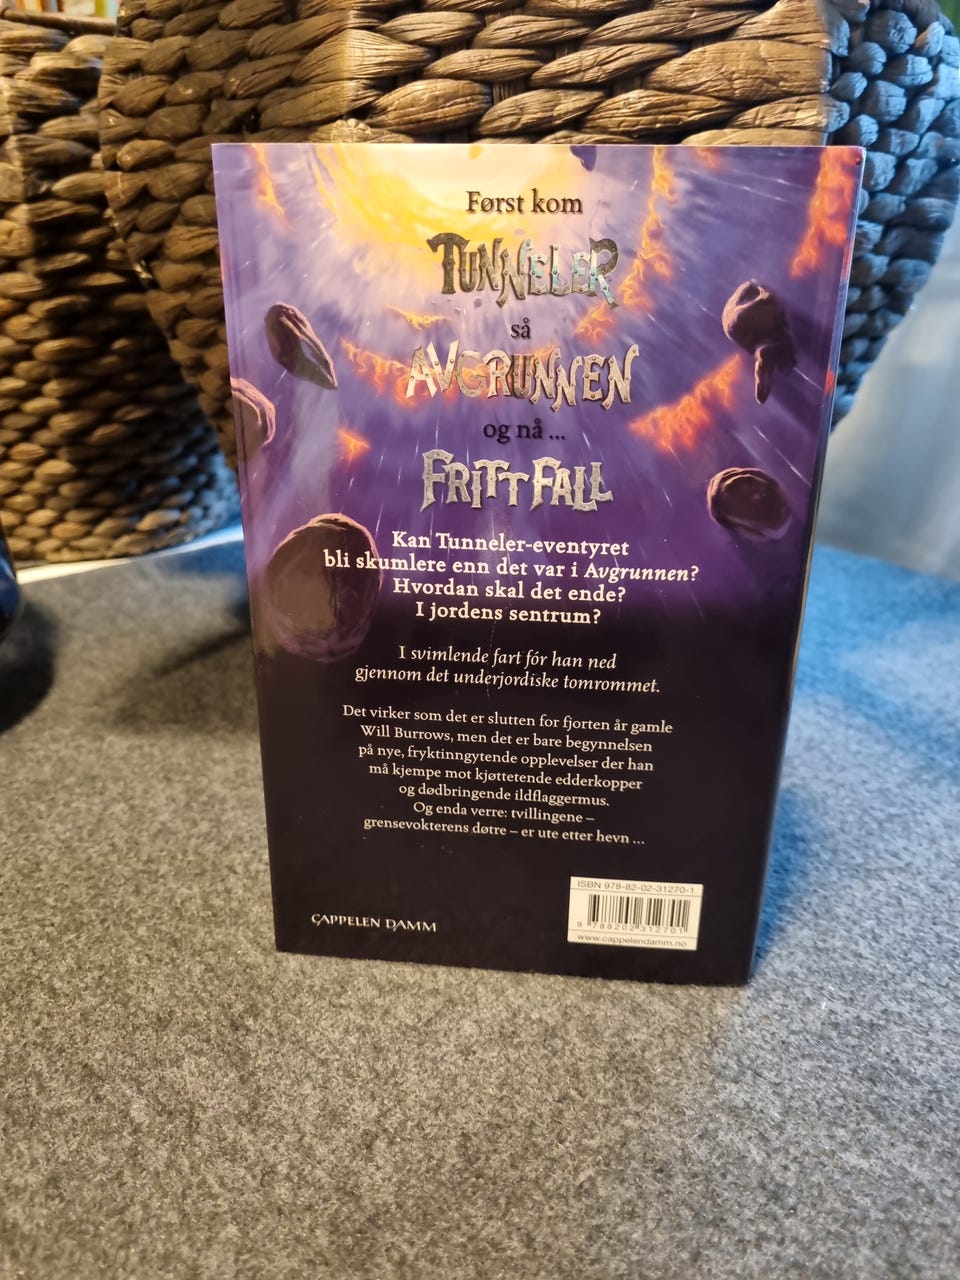 Først kom
TUNNELER
så
AVGRUNNEN
og nå ...
FRITT FALL
Kan Tunneler-eventyret
bli skumlere enn det var i Avgrunnen?
Hvordan skal det ende?
I jordens sentrum?
I svimlende fart fór han ned
gjennom det underjordiske tomrommet.
Det virker som det er slutten for fjorten år gamle
Will Burrows, men det er bare begynnelsen
på nye, fryktinngytende opplevelser der han
må kjempe mot kjøttetende edderkopper
og dødbringende ildflaggermus.
Og enda verre: tvillingene –
grensevokterens døtre – er ute etter hevn ...
CAPPELEN DAMM
ISBN 978-82-02-31270-1
9 788202 312701
www.cappelendamm.no